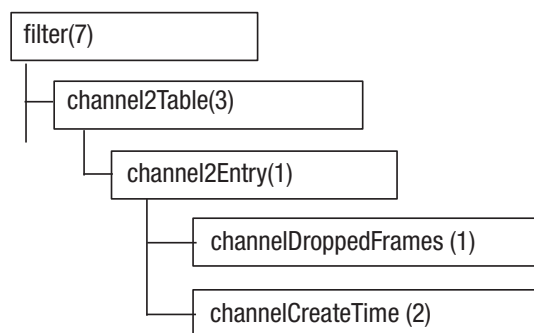 filter(7)
channel2Table(3)
channel2Entry(1)
channelDroppedFrames (1)
channelCreateTime (2)